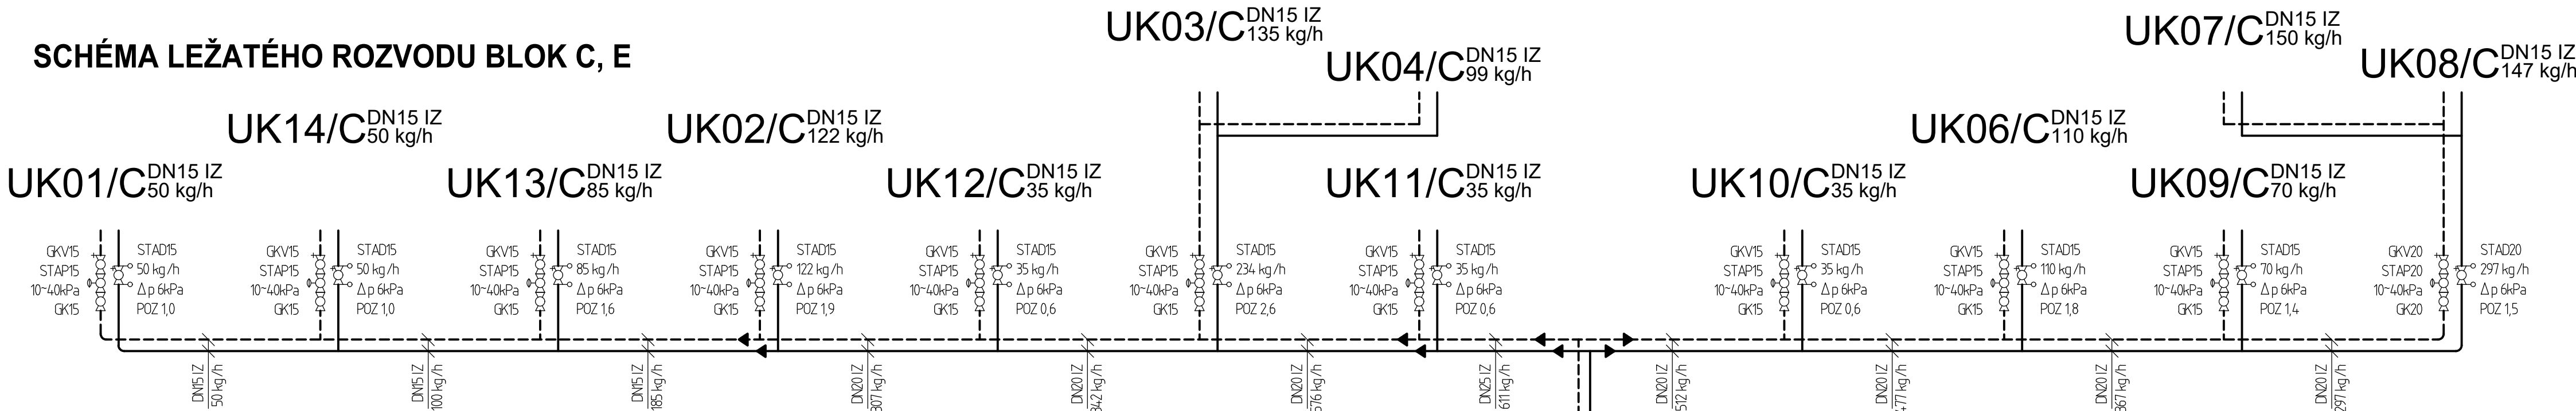 SCHÉMA LEŽATÉHO ROZVODU BLOK C, E
UK03/C DN15 IZ
135 kg/h
UK04/C DN15 IZ
99 kg/h
UK07/C DN15 IZ
150 kg/h
UK08/C DN15 IZ
147 kg/h
UK14/C DN15 IZ
50 kg/h
UK02/C DN15 IZ
122 kg/h
UK06/C DN15 IZ
110 kg/h
UK01/C DN15 IZ
50 kg/h
UK13/C DN15 IZ
85 kg/h
UK12/C DN15 IZ
35 kg/h
UK11/C DN15 IZ
35 kg/h
UK10/C DN15 IZ
35 kg/h
UK09/C DN15 IZ
70 kg/h
GKV15
STAP15
10~40kPa
GK15
STAD15
50 kg/h
Δp 6kPa
POZ 1,0
GKV15
STAP15
10~40kPa
GK15
STAD15
50 kg/h
Δp 6kPa
POZ 1,0
GKV15
STAP15
10~40kPa
GK15
STAD15
85 kg/h
Δp 6kPa
POZ 1,6
GKV15
STAP15
10~40kPa
GK15
STAD15
122 kg/h
Δp 6kPa
POZ 1,9
GKV15
STAP15
10~40kPa
GK15
STAD15
35 kg/h
Δp 6kPa
POZ 0,6
GKV15
STAP15
10~40kPa
GK15
STAD15
234 kg/h
Δp 6kPa
POZ 2,6
GKV15
STAP15
10~40kPa
GK15
STAD15
35 kg/h
Δp 6kPa
POZ 0,6
GKV15
STAP15
10~40kPa
GK15
STAD15
35 kg/h
Δp 6kPa
POZ 0,6
GKV15
STAP15
10~40kPa
GK15
STAD15
110 kg/h
Δp 6kPa
POZ 1,8
GKV15
STAP15
10~40kPa
GK15
STAD15
70 kg/h
Δp 6kPa
POZ 1,4
GKV20
STAP20
10~40kPa
GK20
STAD20
297 kg/h
Δp 6kPa
POZ 1,5
DN15 IZ
50 kg/h
DN15 IZ
100 kg/h
DN15 IZ
185 kg/h
DN20 IZ
307 kg/h
DN20 IZ
342 kg/h
DN20 IZ
576 kg/h
DN25 IZ
611 kg/h
DN20 IZ
512 kg/h
DN20 IZ
477 kg/h
DN20 IZ
367 kg/h
DN20 IZ
297 kg/h